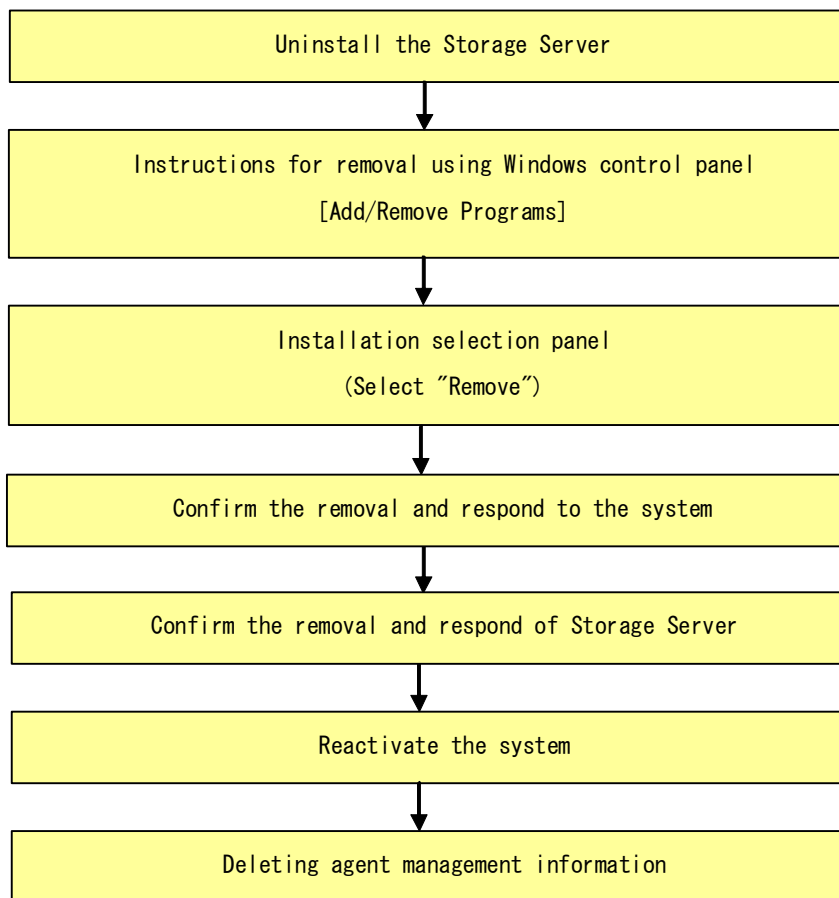 Uninstall the Storage Server
Instructions for removal using Windows control panel
[Add/Remove Programs]
Installation selection panel
(Select "Remove")
Confirm the removal and respond to the system
Confirm the removal and respond of Storage Server
Reactivate the system
Deleting agent management information